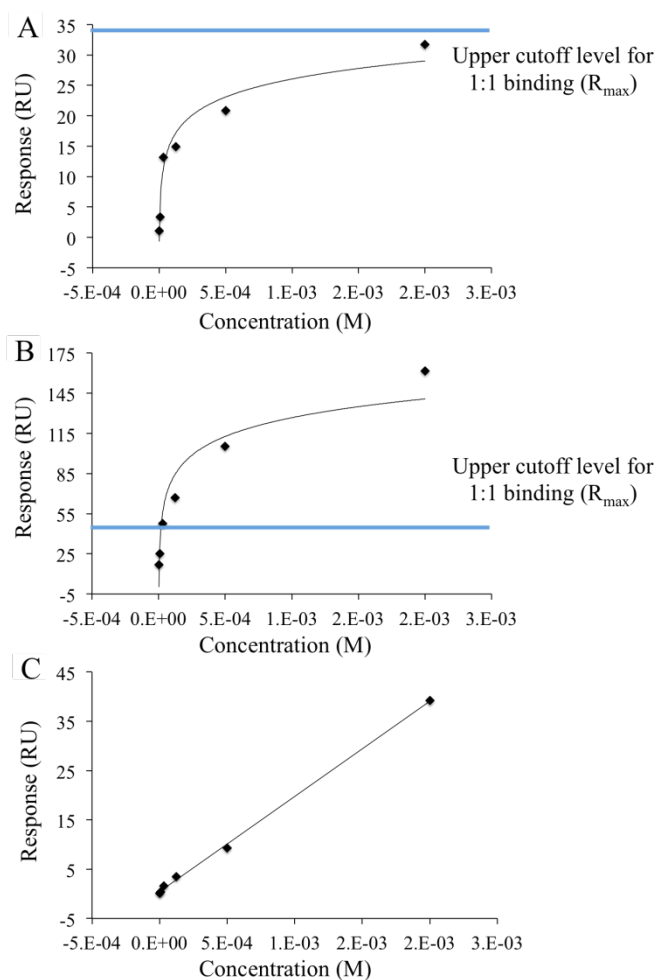 A
Response (RU)
35
30
25
20
15
10
5
0
-5
-5.E-04 0.E+00 5.E-04 1.E-03 2.E-03 2.E-03 3.E-03
Concentration (M)
Upper cutoff level for
1:1 binding (Rmax)
B
Response (RU)
175
145
115
85
55
25
-5
-5.E-04 0.E+00 5.E-04 1.E-03 2.E-03 2.E-03 3.E-03
Concentration (M)
Upper cutoff level for
1:1 binding (Rmax)
C
Response (RU)
45
35
25
15
5
-5
-5.E-04 0.E+00 5.E-04 1.E-03 2.E-03 2.E-03 3.E-03
Concentration (M)